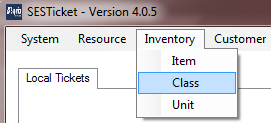 SESTicket - Version 4.0.5
System Resource Inventory Customer
Item
Local Tickets
Class
Unit